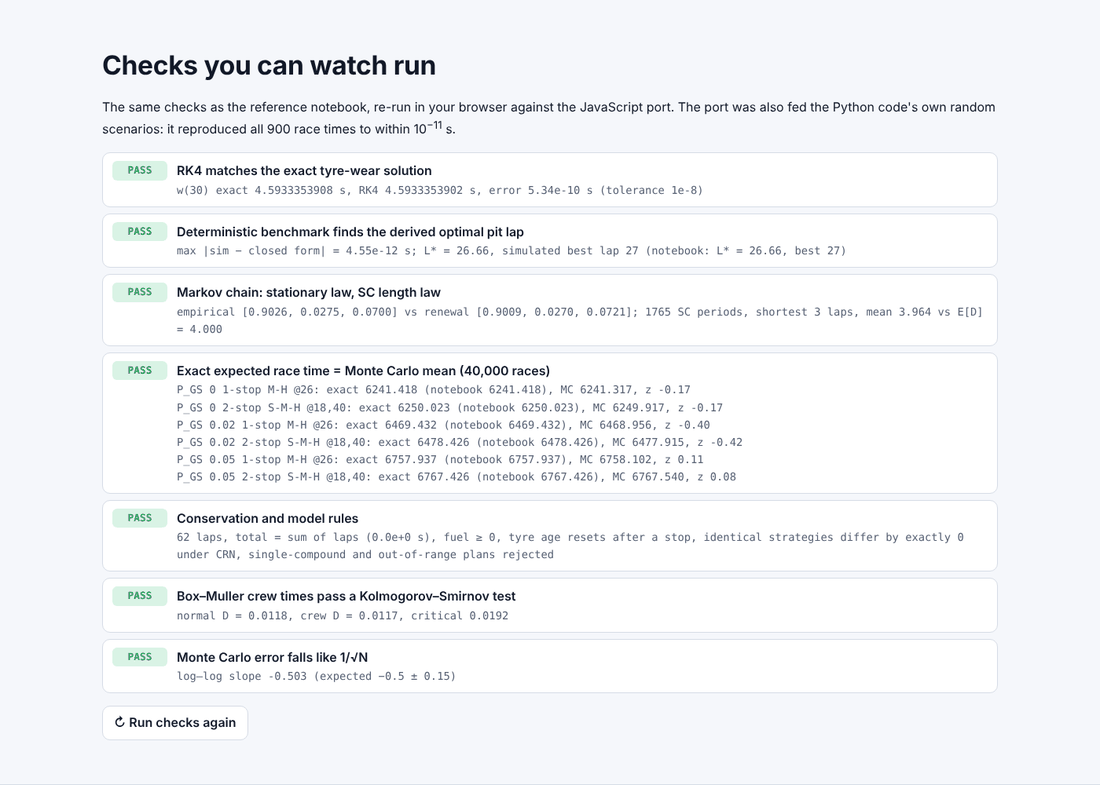 Checks you can watch run
The same checks as the reference notebook, re-run in your browser against the JavaScript port. The port was also fed the Python code's own random
scenarios: it reproduced all 900 race times to within 10⁻¹¹ s.
PASS
RK4 matches the exact tyre-wear solution
w(30) exact 4.5933353908 s, RK4 4.5933353902 s, error 5.34e-10 s (tolerance 1e-8)
PASS
Deterministic benchmark finds the derived optimal pit lap
max |sim − closed form| = 4.55e-12 s; L* = 26.66, simulated best lap 27 (notebook: L* = 26.66, best 27)
PASS
Markov chain: stationary law, SC length law
empirical [0.9026, 0.0275, 0.0700] vs renewal [0.9009, 0.0270, 0.0721]; 1765 SC periods, shortest 3 laps, mean 3.964 vs E[D]
= 4.000
PASS
Exact expected race time = Monte Carlo mean (40,000 races)
P_GS 0 1-stop M-H @26: exact 6241.418 (notebook 6241.418), MC 6241.317, z -0.17
P_GS 0 2-stop S-M-H @18,40: exact 6250.023 (notebook 6250.023), MC 6249.917, z -0.17
P_GS 0.02 1-stop M-H @26: exact 6469.432 (notebook 6469.432), MC 6468.956, z -0.40
P_GS 0.02 2-stop S-M-H @18,40: exact 6478.426 (notebook 6478.426), MC 6477.915, z -0.42
P_GS 0.05 1-stop M-H @26: exact 6757.937 (notebook 6757.937), MC 6758.102, z 0.11
P_GS 0.05 2-stop S-M-H @18,40: exact 6767.426 (notebook 6767.426), MC 6767.540, z 0.08
PASS
Conservation and model rules
62 laps, total = sum of laps (0.0e+0 s), fuel ≥ 0, tyre age resets after a stop, identical strategies differ by exactly 0
under CRN, single-compound and out-of-range plans rejected
PASS
Box–Muller crew times pass a Kolmogorov–Smirnov test
normal D = 0.0118, crew D = 0.0117, critical 0.0192
PASS
Monte Carlo error falls like 1/√N
log–log slope -0.503 (expected −0.5 ± 0.15)
↻ Run checks again